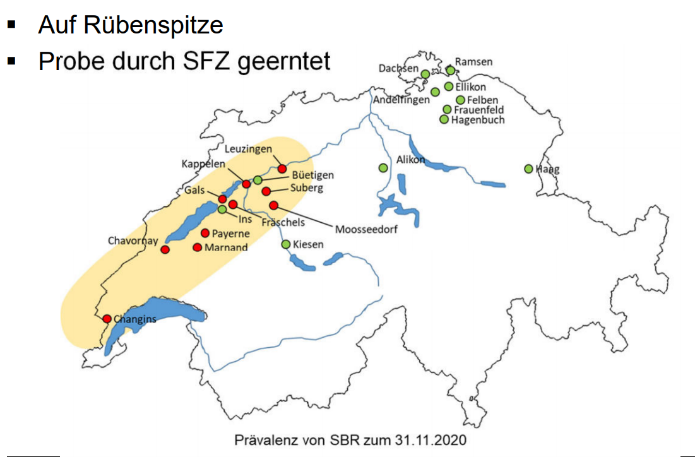 Auf Rübenspitze
Probe durch SFZ geerntet
Ramsen
Dachsen
Ellikon
Andelfingen
Felben
Frauenfeld
Hagenbuch
Leuzingen
Kappelen
Alikon
Haag
Büetigen
Gals
Suberg
Ins
Fräschels
Moosseedorf
Payerne
Chavornay
Marnand
Kiesen
Changins
Prävalenz von SBR zum 31.11.2020